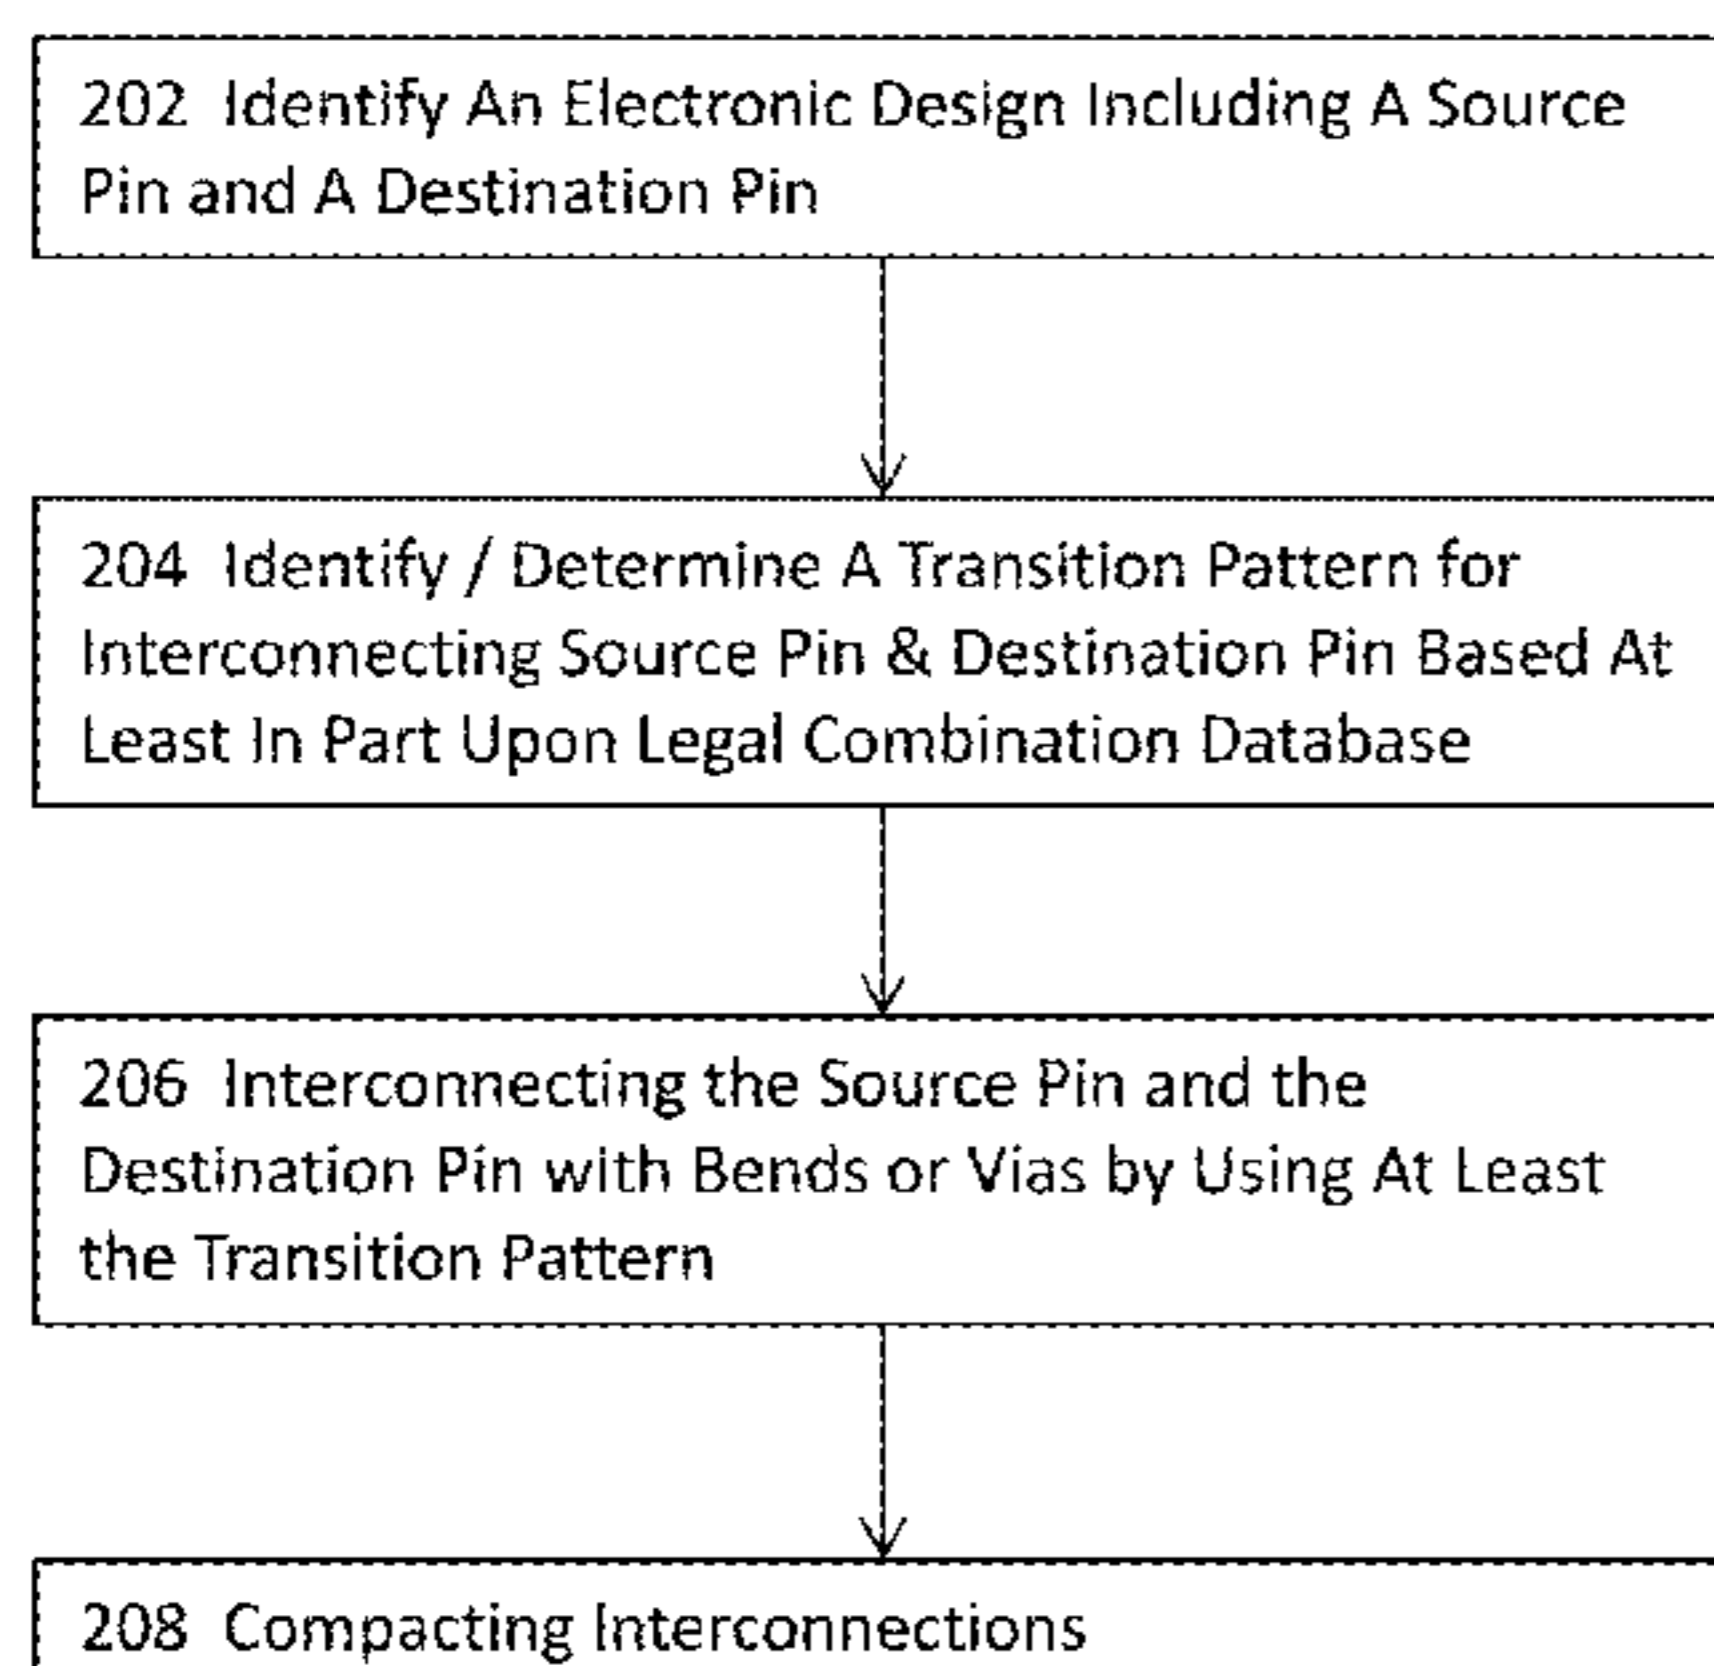 202 Identify An Electronic Design Including A Source
Pin and A Destination Pin
204 Identify / Determine A Transition Pattern for
Interconnecting Source Pin & Destination Pin Based At
Least In Part Upon Legal Combination Database
206 Interconnecting the Source Pin and the
Destination Pin with Bends or Vias by Using At Least
the Transition Pattern
208 Compacting Interconnections